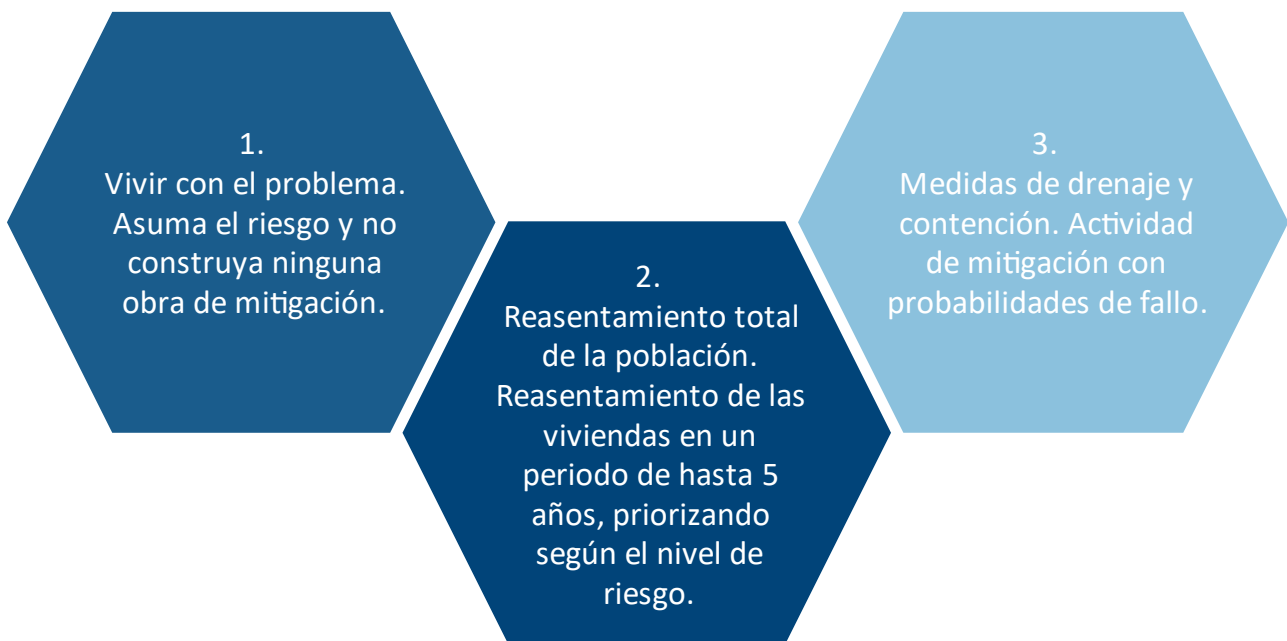 1.
Vivir con el problema.
Asuma el riesgo y no
construya ninguna
obra de mitigación.
2.
Reasentamiento total
de la población.
Reasentamiento de las
viviendas en un
periodo de hasta 5
años, priorizando
según el nivel de
riesgo.
3.
Medidas de drenaje y
contención. Actividad
de mitigación con
probabilidades de fallo.